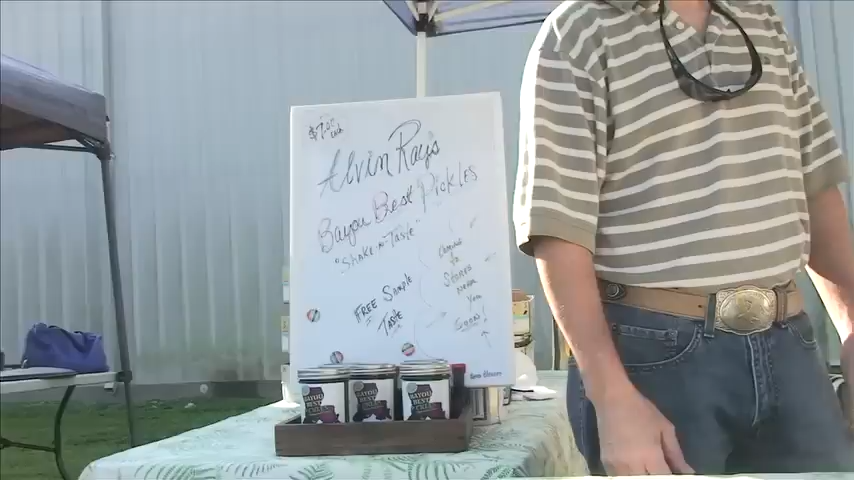 $7.00
each
Alvin Ray's
Bayou Best Pickles
"Shake-n-Taste"
FREE Sample
Taste
Coming
to
Stores
Near
You
Soon!
BAYOU
BEST
BAYOU
BEST
BAYOU
BEST